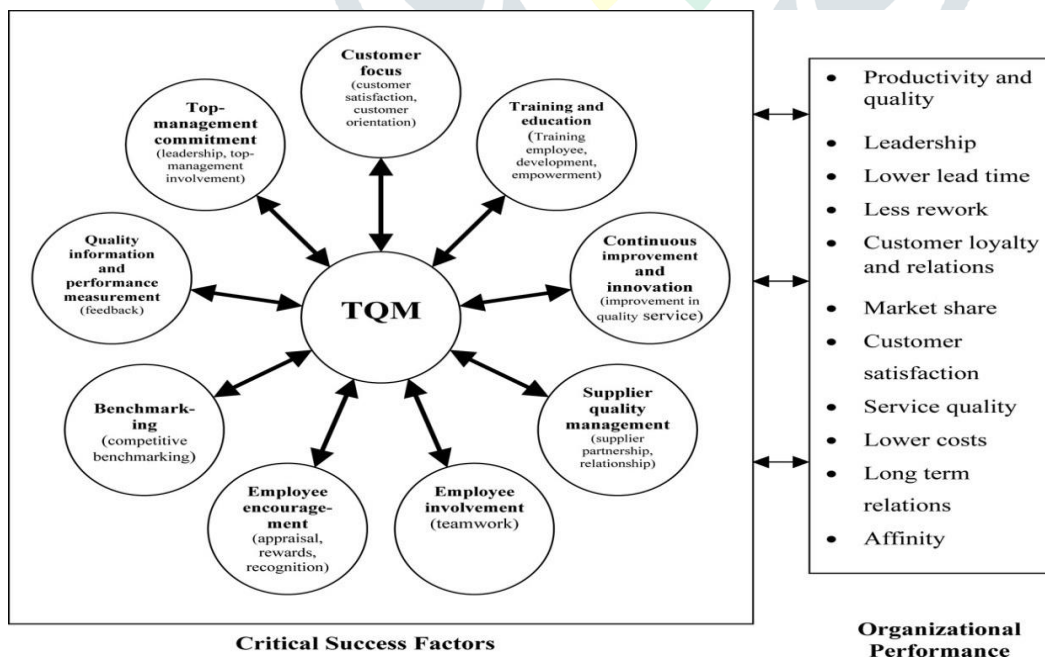 Customer
focus
(customer
satisfaction,
customer
orientation)
Top-
management
commitment
(leadership, top-
management
involvement)
Training and
education
(Training
employee,
development,
empowerment)
Quality
information
and
performance
measurement
(feedback)
TQM
Continuous
improvement
and
innovation
(improvement in
quality service)
Benchmark-
ing
(competitive
benchmarking)
Supplier
quality
management
(supplier
partnership,
relationship)
Employee
encourage-
ment
(appraisal,
rewards,
recognition)
Employee
involvement
(teamwork)
Critical Success Factors
• Productivity and
quality
• Leadership
• Lower lead time
• Less rework
• Customer loyalty
and relations
• Market share
• Customer
satisfaction
• Service quality
• Lower costs
• Long term
relations
• Affinity
Organizational
Performance